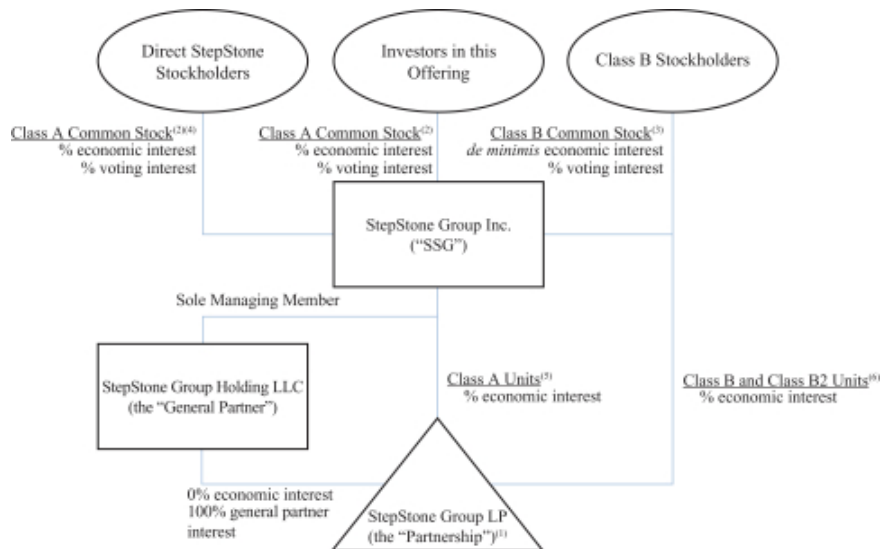 Direct StepStone
Stockholders
Investors in this
Offering
Class B Stockholders
Class A Common Stock(2)(4)
% economic interest
% voting interest
Class A Common Stock(2)
% economic interest
% voting interest
Class B Common Stock(3)
de minimis economic interest
% voting interest
StepStone Group Inc.
(“SSG”)
Sole Managing Member
StepStone Group Holding LLC
(the “General Partner”)
Class A Units(5)
% economic interest
Class B and Class B2 Units(6)
% economic interest
0% economic interest
100% general partner
interest
StepStone Group LP
(the “Partnership”)(1)